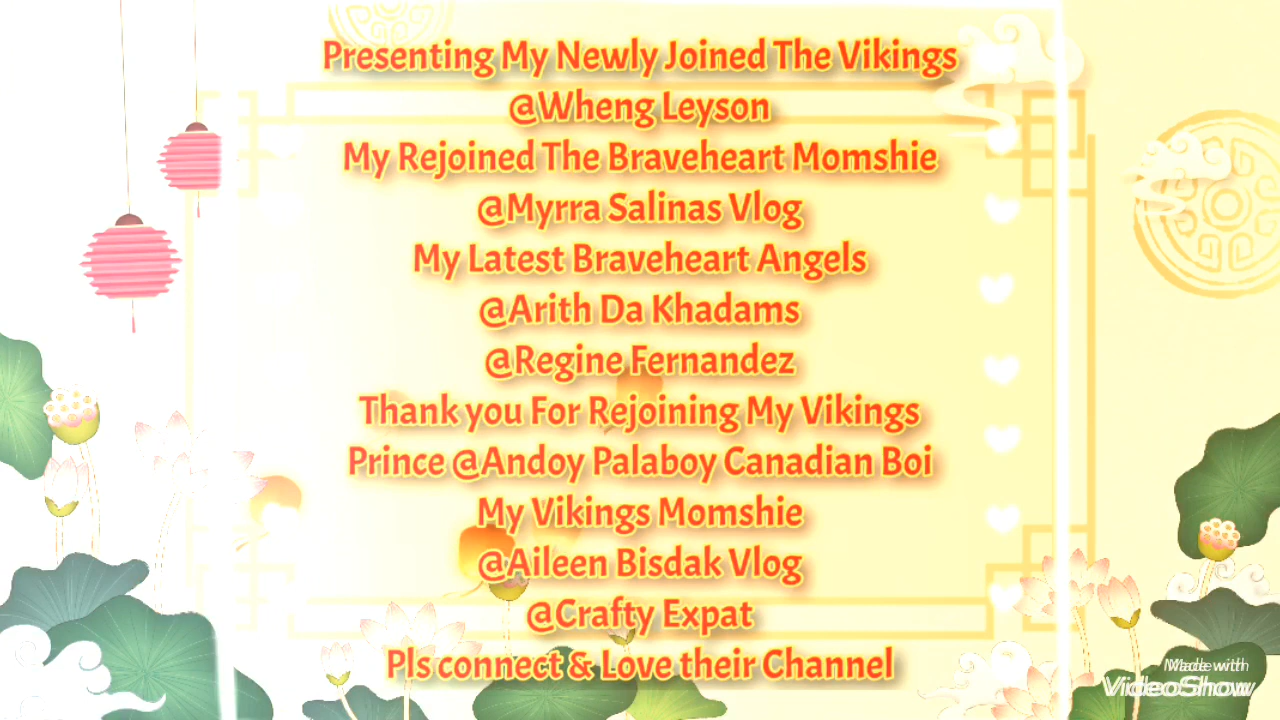 Presenting My Newly Joined The Vikings
@Wheng Leyson
My Rejoined The Braveheart Momshie
@Myrra Salinas Vlog
My Latest Braveheart Angels
@Arith Da Khadams
@Regine Fernandez
Thank you For Rejoining My Vikings
Prince @Andoy Palaboy Canadian Boi
My Vikings Momshie
@Aileen Bisdak Vlog
@Crafty Expat
Pls connect & Love their Channel
Made with
VideoShow